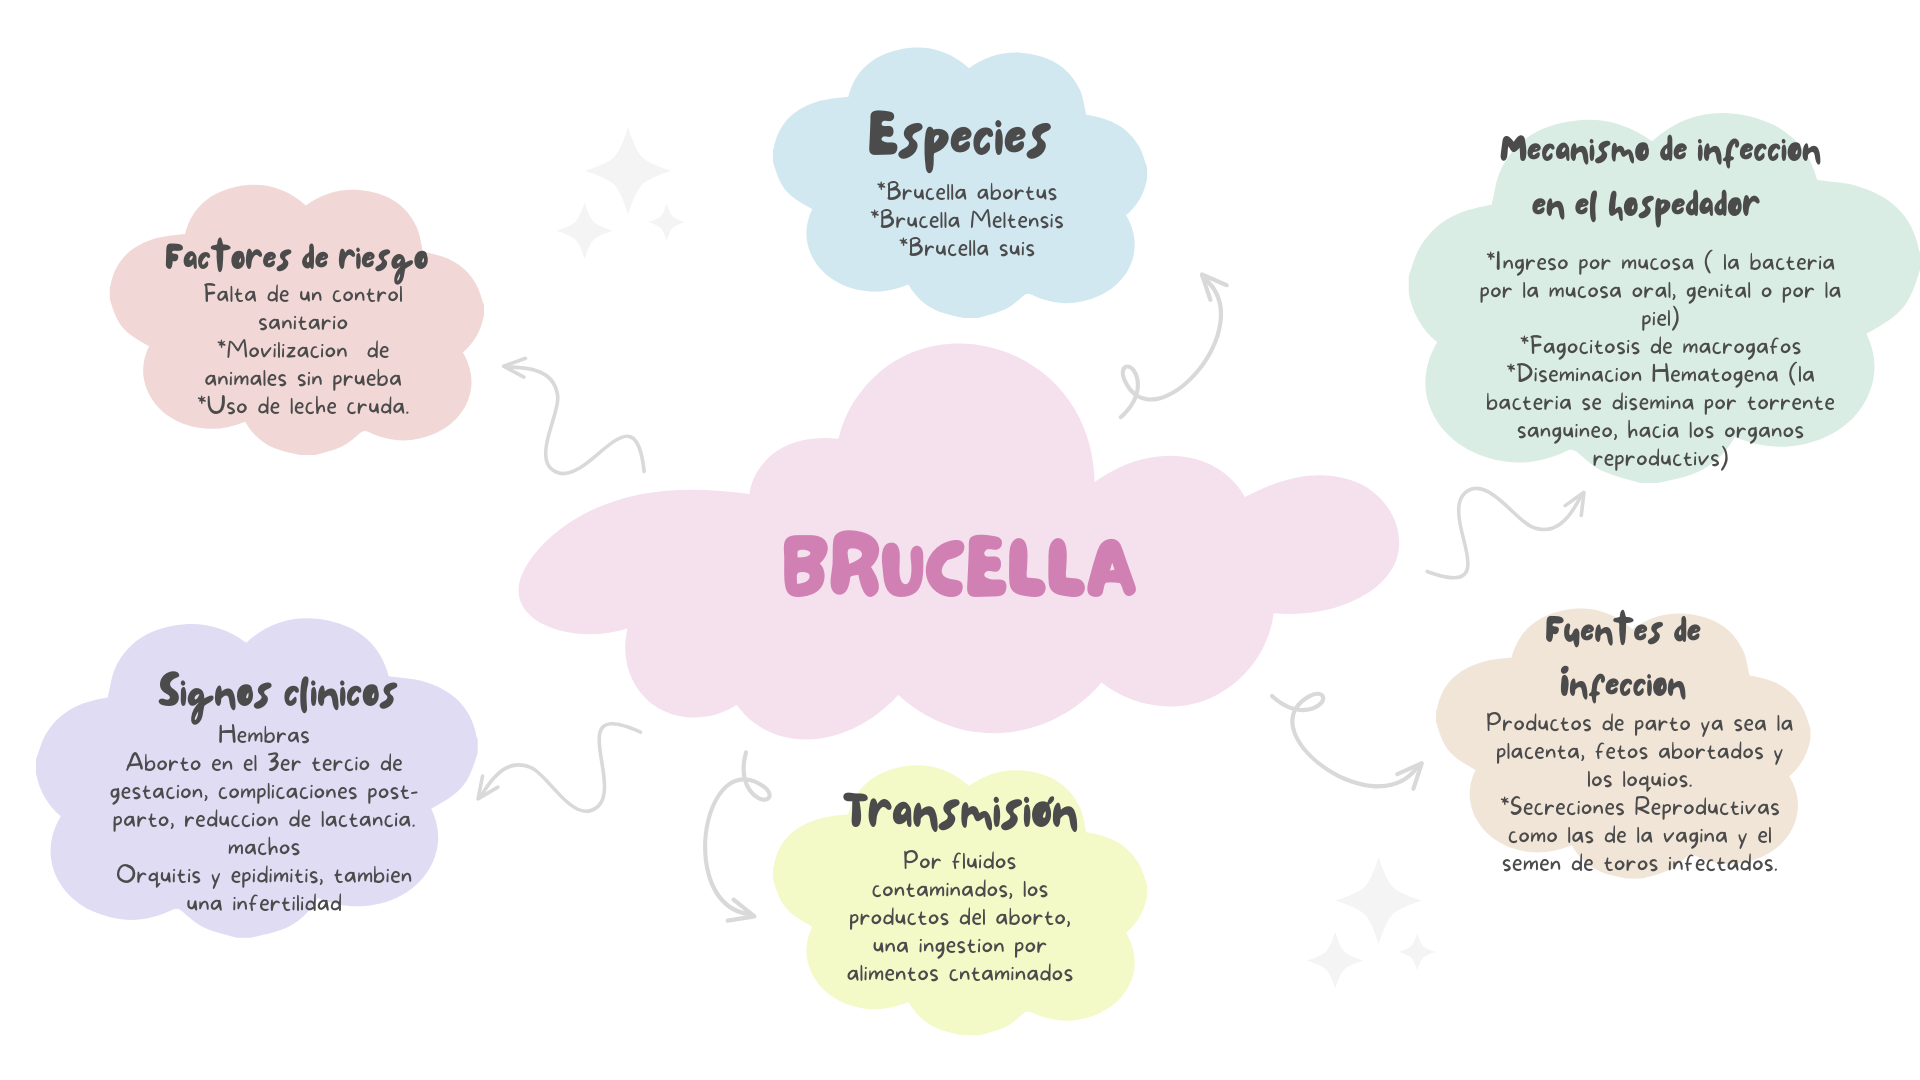 Especies
*Brucella abortus
*Brucella Meltensis
*Brucella suis
Mecanismo de infeccion
en el hospedador
*Ingreso por mucosa ( la bacteria
por la mucosa oral, genital o por la
piel)
*Fagocitosis de macrogafos
*Diseminacion Hematogena (la
bacteria se disemina por torrente
sanguineo, hacia los organos
reproductivs)
Factores de riesgo
Falta de un control
sanitario
*Movilizacion de
animales sin prueba
*Uso de leche cruda.
BRUCELLA
Signos clinicos
Hembras
Aborto en el 3er tercio de
gestacion, complicaciones post-
parto, reduccion de lactancia.
machos
Orquitis y epidimitis, tambien
una infertilidad
Transmisión
Por fluidos
contaminados, los
productos del aborto,
una ingestion por
alimentos cntaminados
Fuentes de
infeccion
Productos de parto ya sea la
placenta, fetos abortados y
los loquios.
*Secreciones Reproductivas
como las de la vagina y el
semen de toros infectados.